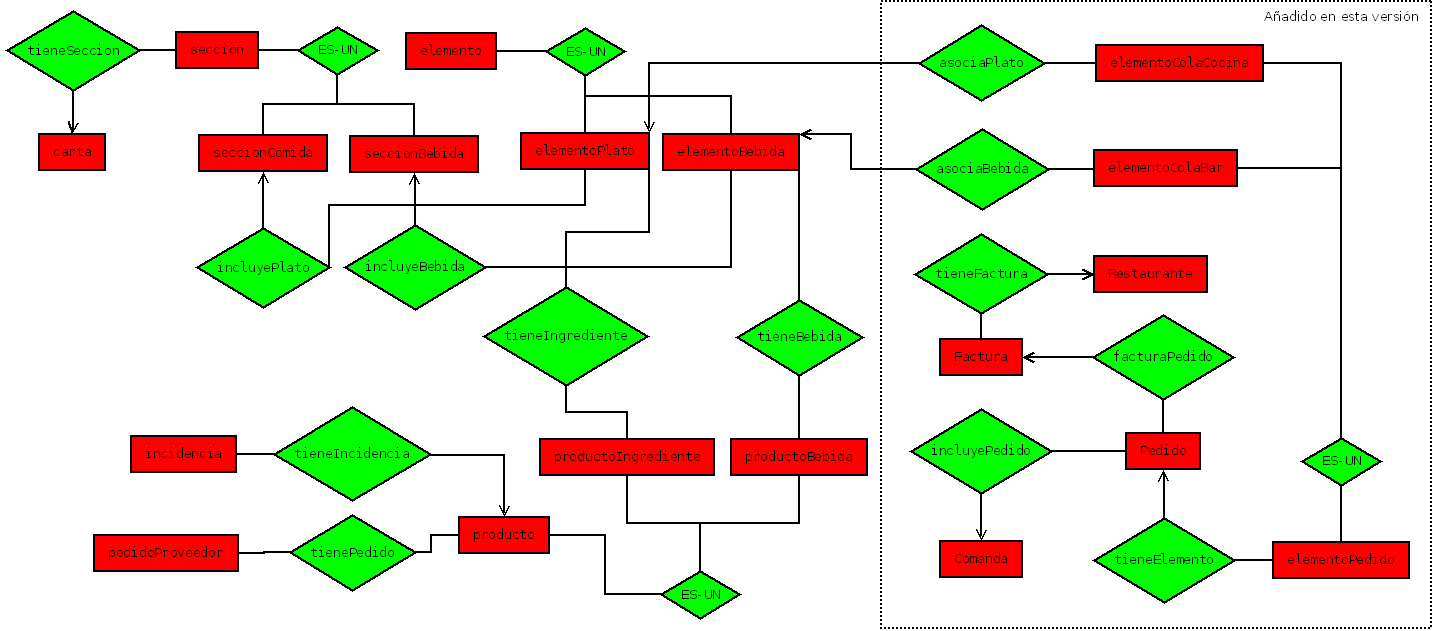 Añadido en esta versión
tieneSeccion
seccion
ES-UN
elemento
ES-UN
asociaPlato
elementoColaCocina
carta
seccionComida
seccionBebida
elementoPlato
elementoBebida
asociaBebida
elementoColaBar
incluyePlato
incluyeBebida
tieneFactura
Restaurante
tieneIngrediente
tieneBebida
Factura
facturaPedido
incidencia
tieneIncidencia
productoIngrediente
productoBebida
incluyePedido
Pedido
ES-UN
pedidoProveedor
tienePedido
producto
Comanda
tieneElemento
elementoPedido
ES-UN